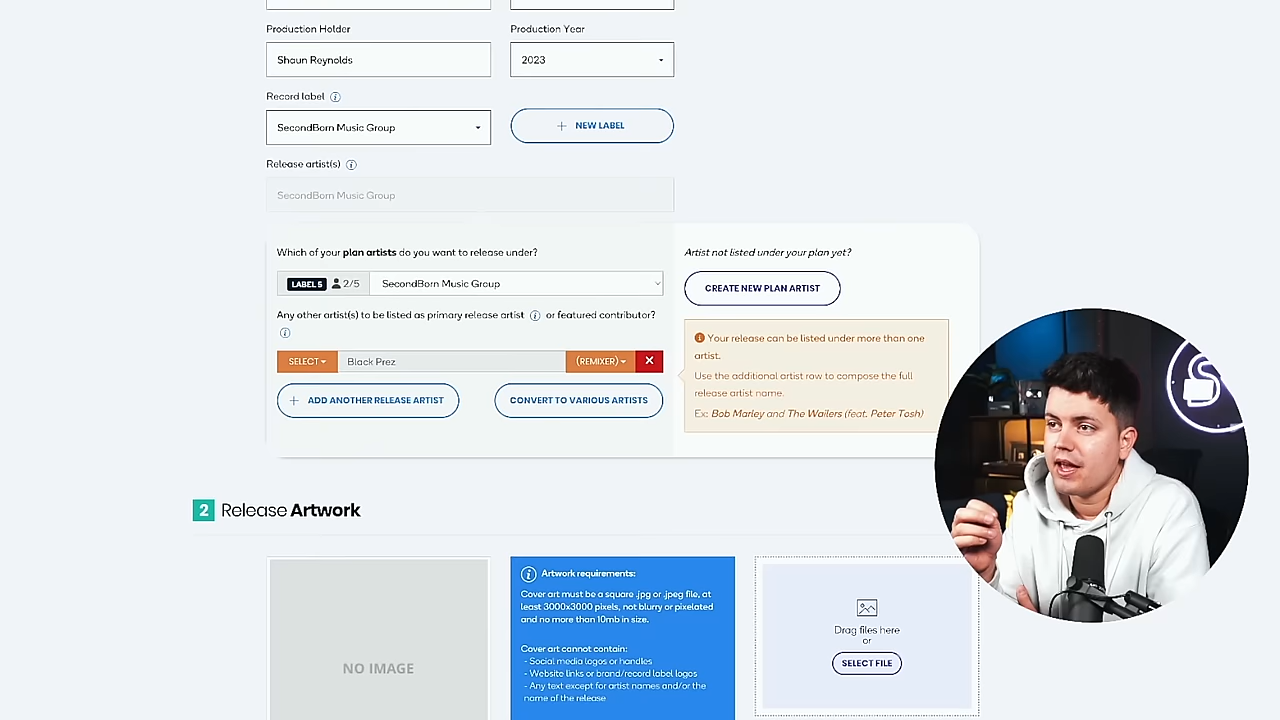 Production Holder
Production Year
Shaun Reynolds
2023
Record label
SecondBorn Music Group
NEW LABEL
Release artist(s)
SecondBorn Music Group
Which of your plan artists do you want to release under?
LABEL 5 2/5
SecondBorn Music Group
Any other artist(s) to be listed as primary release artist or featured contributor?
SELECT
Black Prez
(REMIXER)
ADD ANOTHER RELEASE ARTIST
CONVERT TO VARIOUS ARTISTS
Artist not listed under your plan yet?
CREATE NEW PLAN ARTIST
Your release can be listed under more than one
artist.
Use the additional artist row to compose the full
release artist name.
Ex: Bob Marley and The Wailers (feat. Peter Tosh)
2 Release Artwork
NO IMAGE
Artwork requirements:
Cover art must be a square .jpg or .jpeg file, at
least 3000x3000 pixels, not blurry or pixelated
and no more than 10mb in size.
Cover art cannot contain:
- Social media logos or handles
- Website links or brand/record label logos
- Any text except for artist names and/or the
name of the release
Drag files here
or
SELECT FILE